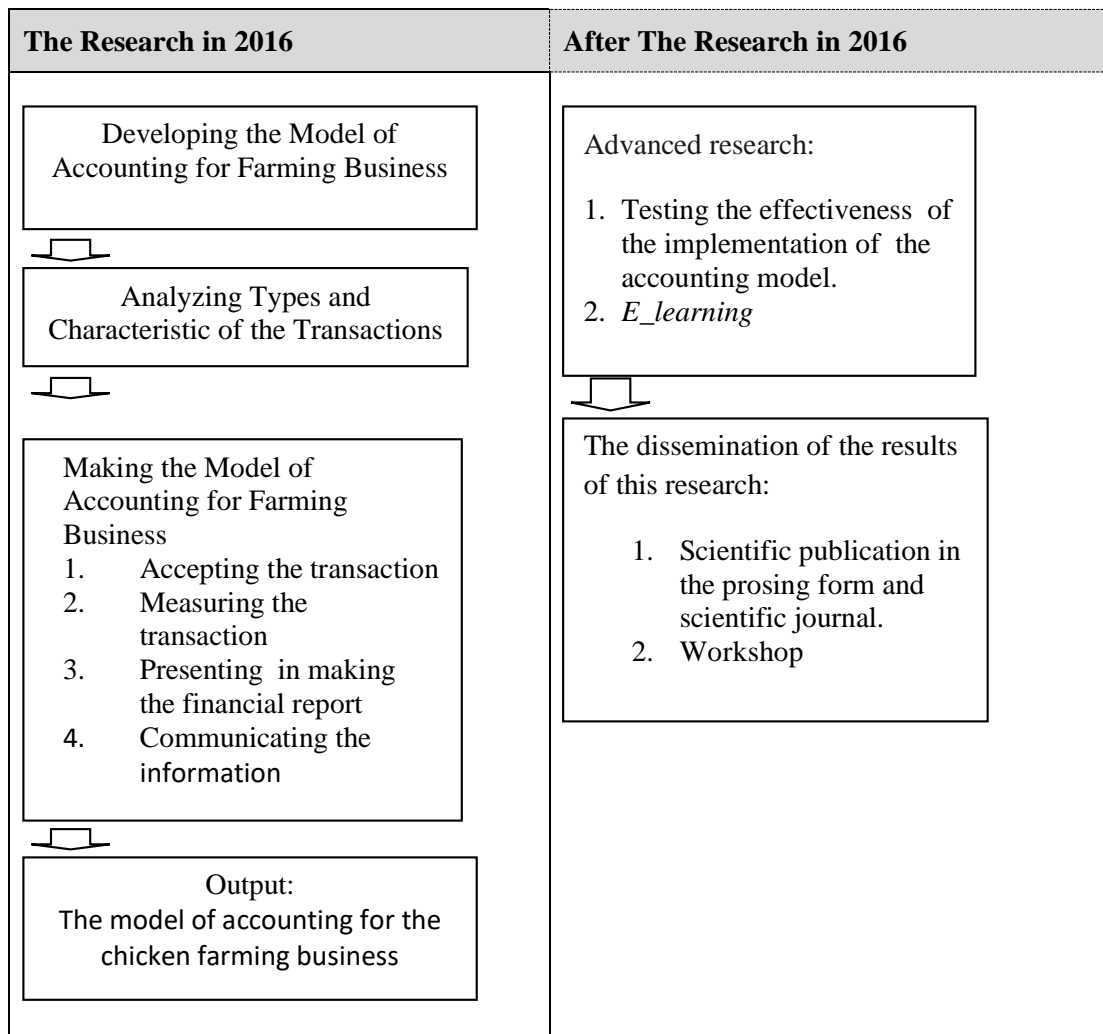 The Research in 2016
After The Research in 2016
Developing the Model of
Accounting for Farming Business
Analyzing Types and
Characteristic of the Transactions
Making the Model of
Accounting for Farming
Business
1. Accepting the transaction
2. Measuring the
transaction
3. Presenting in making
the financial report
4. Communicating the
information
Output:
The model of accounting for the
chicken farming business
Advanced research:
1. Testing the effectiveness of
the implementation of the
accounting model.
2. E_learning
The dissemination of the results
of this research:
1. Scientific publication in
the prosing form and
scientific journal.
2. Workshop